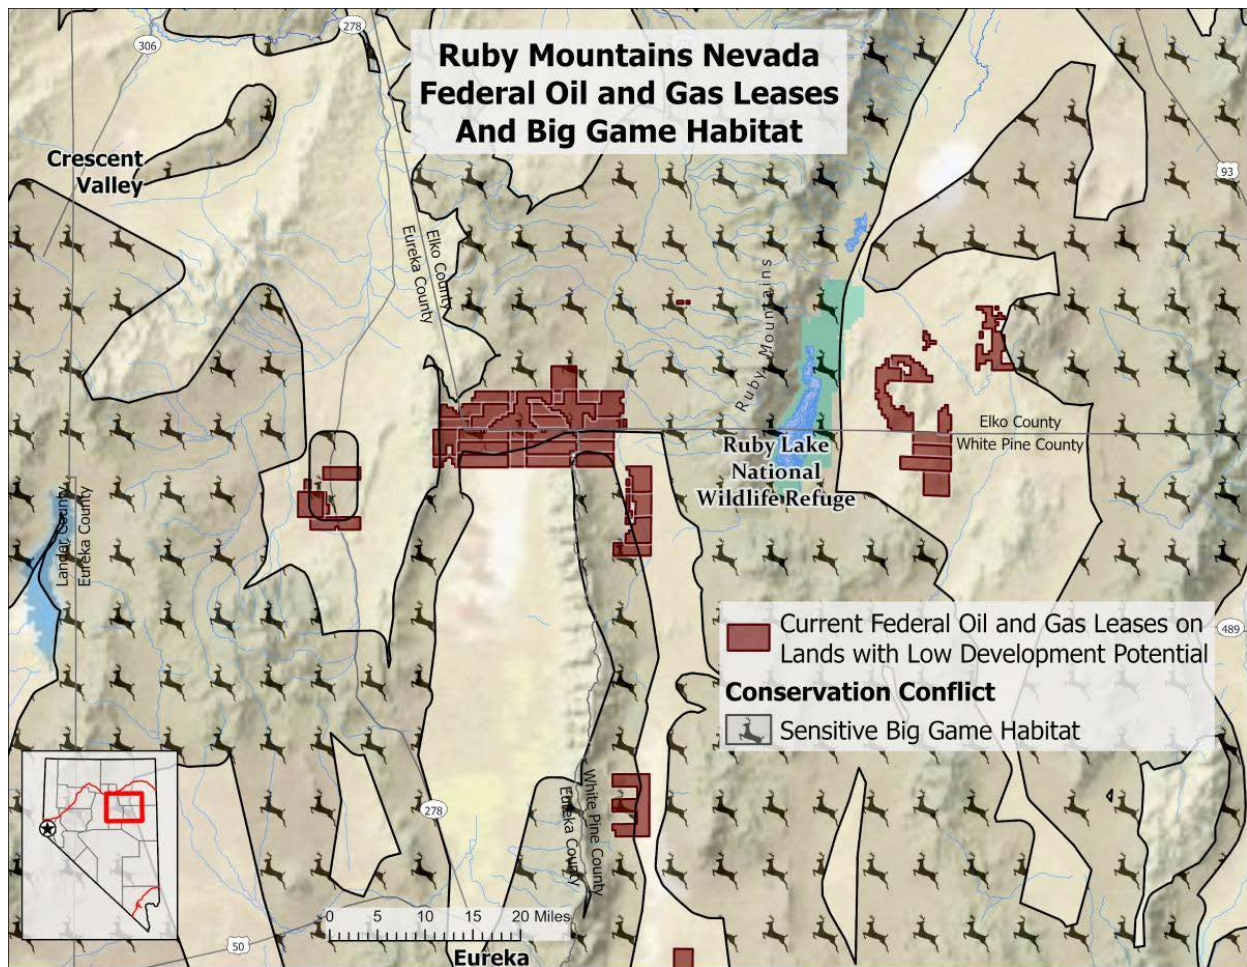 278
306
Ruby Mountains Nevada
Federal Oil and Gas Leases
And Big Game Habitat
Crescent
Valley
93
Elko County
Eureka County
Ruby Mountains
Elko County
White Pine County
Ruby Lake
National
Wildlife Refuge
Lander County
Eureka County
Current Federal Oil and Gas Leases on
Lands with Low Development Potential
489
Conservation Conflict
Sensitive Big Game Habitat
278
White Pine County
Eureka County
0 5 10 15 20 Miles
50
Eureka